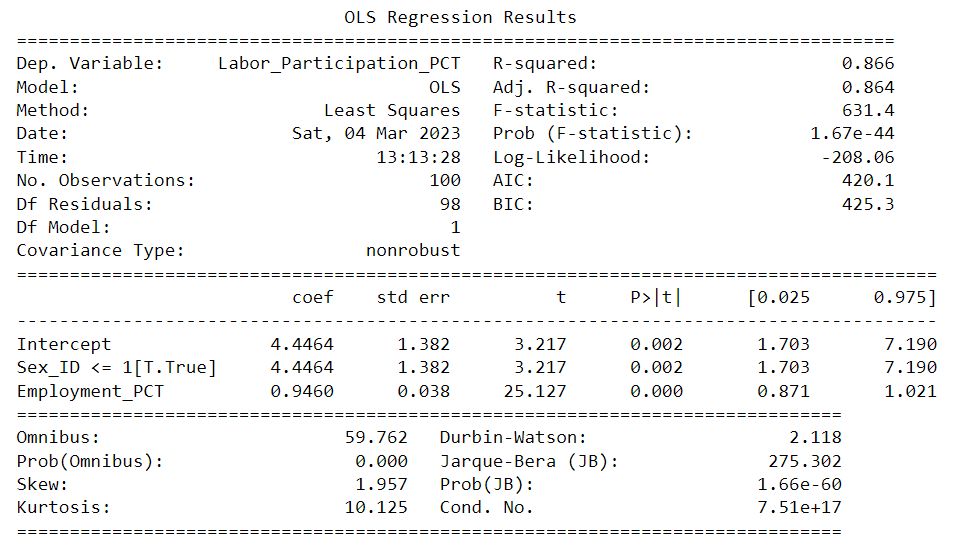 OLS Regression Results
==============================================================================
Dep. Variable: Labor_Participation_PCT R-squared: 0.866
Model: OLS Adj. R-squared: 0.864
Method: Least Squares F-statistic: 631.4
Date: Sat, 04 Mar 2023 Prob (F-statistic): 1.67e-44
Time: 13:13:28 Log-Likelihood: -208.06
No. Observations: 100 AIC: 420.1
Df Residuals: 98 BIC: 425.3
Df Model: 1
Covariance Type: nonrobust
=======================================================================================
coef std err t P>|t| [0.025 0.975]
---------------------------------------------------------------------------------------
Intercept 4.4464 1.382 3.217 0.002 1.703 7.190
Sex_ID <= 1[T.True] 4.4464 1.382 3.217 0.002 1.703 7.190
Employment_PCT 0.9460 0.038 25.127 0.000 0.871 1.021
==============================================================================
Omnibus: 59.762 Durbin-Watson: 2.118
Prob(Omnibus): 0.000 Jarque-Bera (JB): 275.302
Skew: 1.957 Prob(JB): 1.66e-60
Kurtosis: 10.125 Cond. No. 7.51e+17
==============================================================================